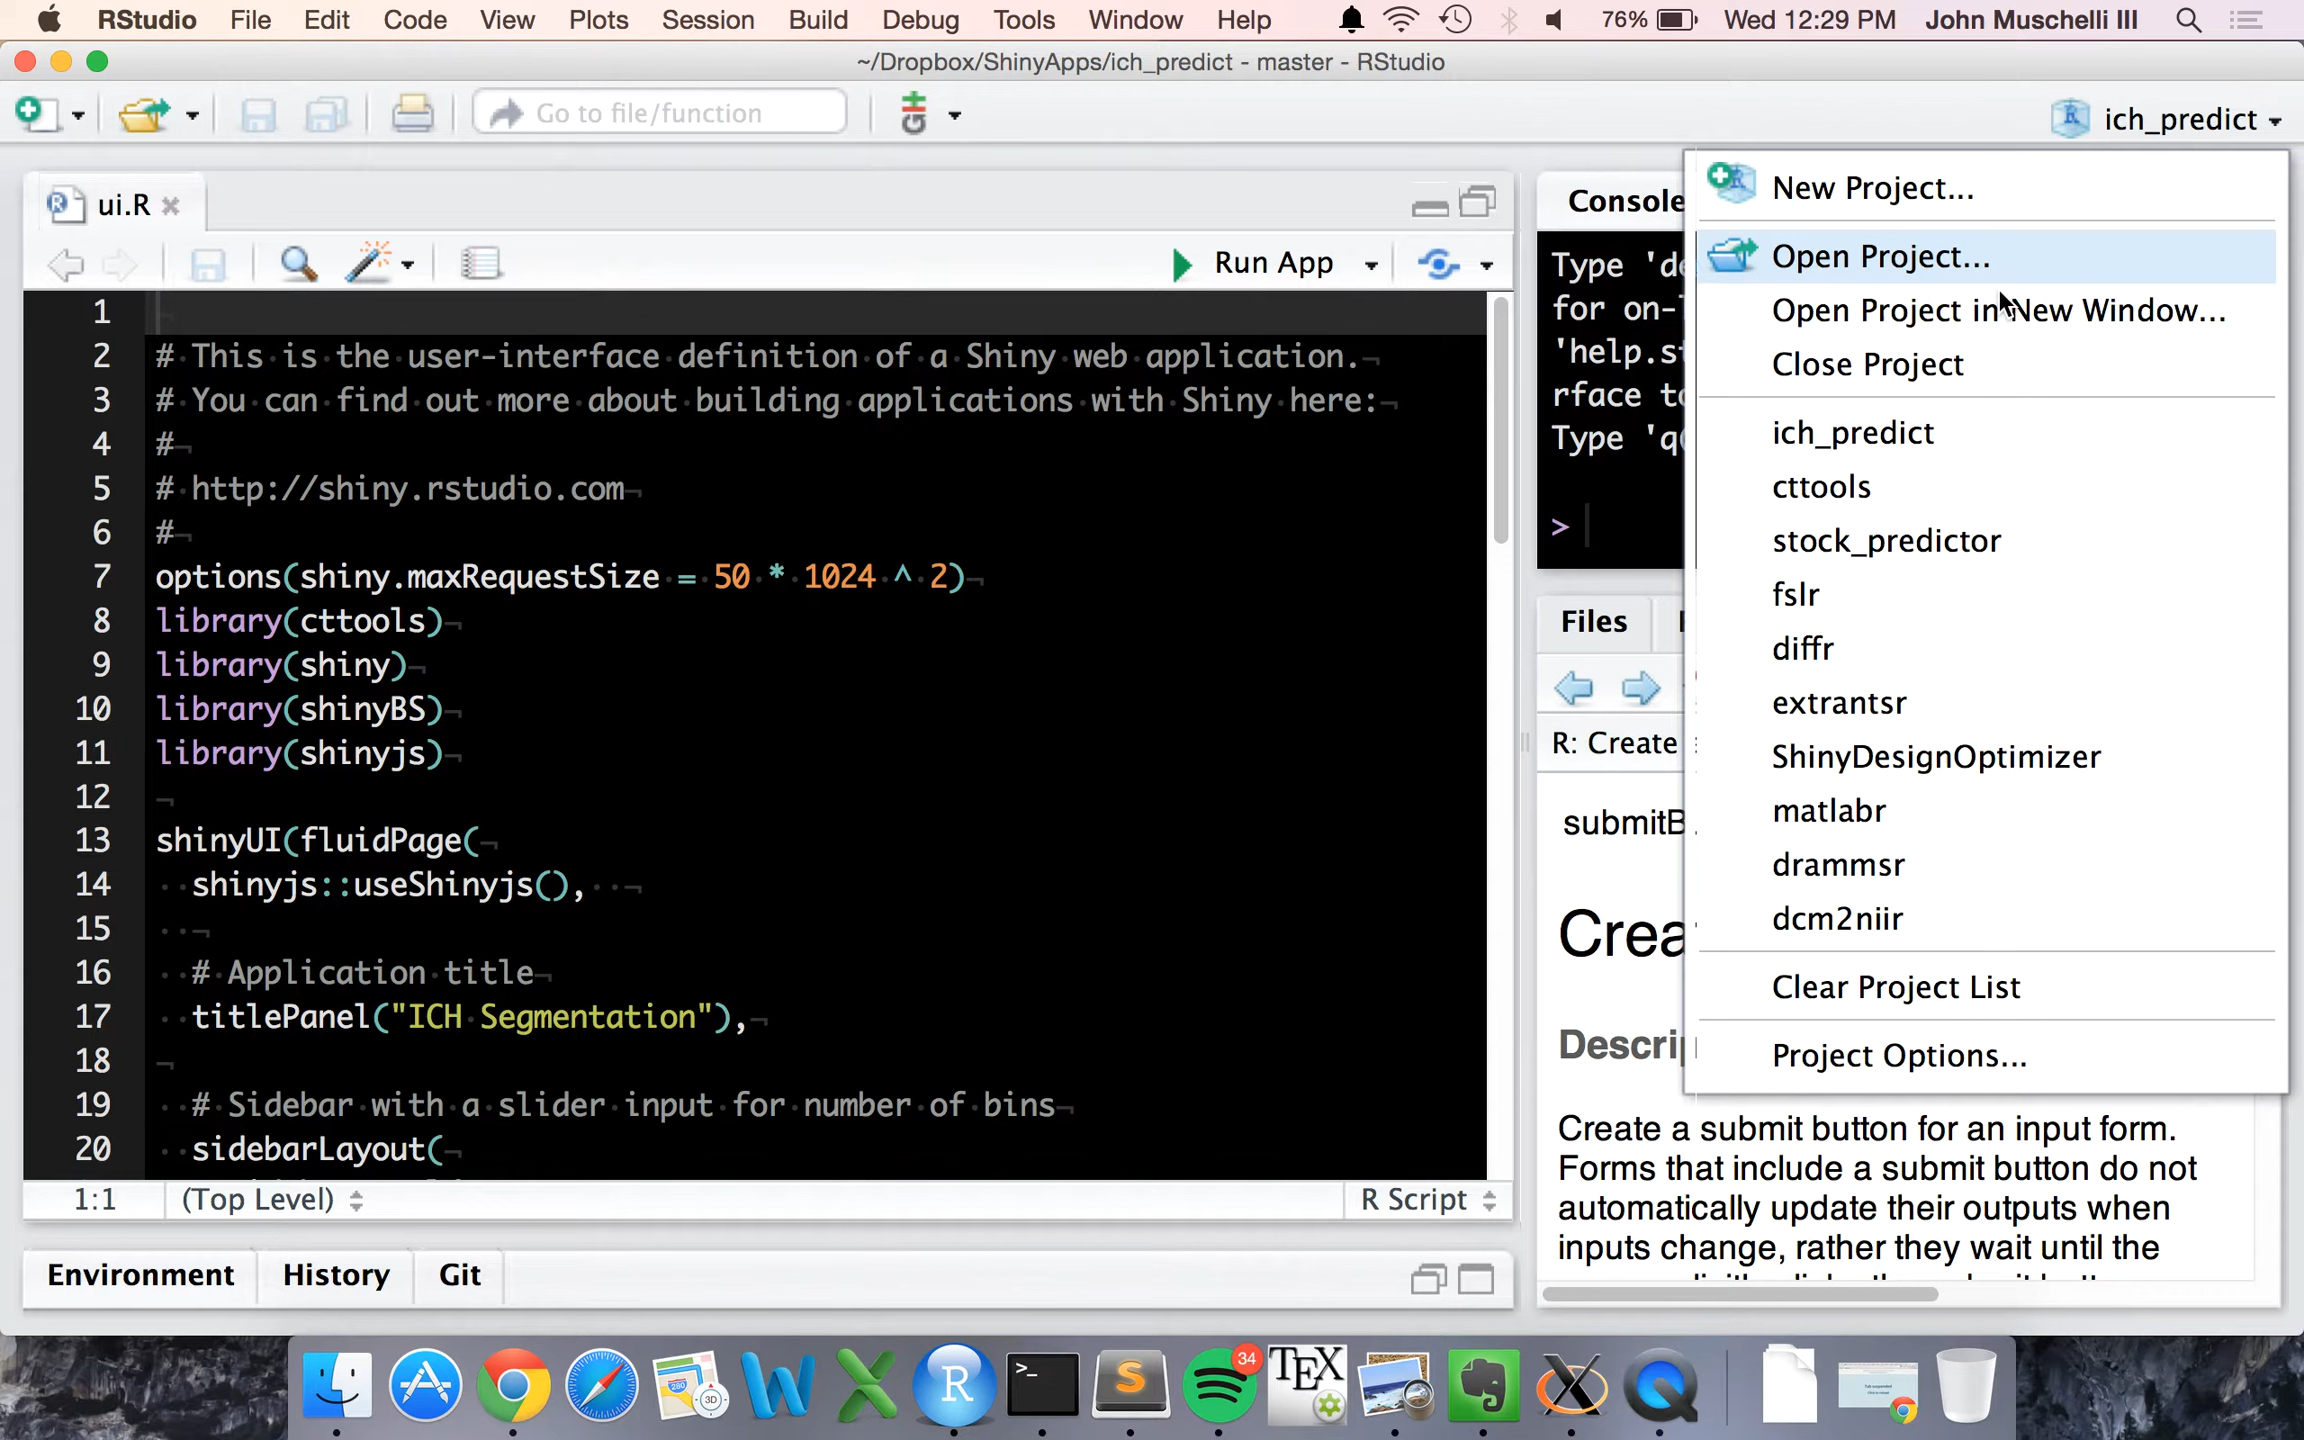 RStudio File Edit Code View Plots Session Build Debug Tools Window Help 76% Wed 12:29 PM John Muschelli III
~/Dropbox/ShinyApps/ich_predict - master - RStudio
Go to file/function
ich_predict
ui.R
Run App
1
2 # This is the user-interface definition of a Shiny web application.
3 # You can find out more about building applications with Shiny here:
4 #
5 # http://shiny.rstudio.com
6 #
7 options(shiny.maxRequestSize = 50 * 1024 ^ 2)
8 library(cttools)
9 library(shiny)
10 library(shinyBS)
11 library(shinyjs)
12
13 shinyUI(fluidPage(
14 shinyjs::useShinyjs(),
15
16 # Application title
17 titlePanel("ICH Segmentation"),
18
19 # Sidebar with a slider input for number of bins
20 sidebarLayout(
1:1 (Top Level) R Script
Environment History Git
Console
Type 'de
for on-
'help.st
rface to
Type 'q
>
Files
R: Create
submitB
Crea
Descrip
Create a submit button for an input form.
Forms that include a submit button do not
automatically update their outputs when
inputs change, rather they wait until the
New Project...
Open Project...
Open Project in New Window...
Close Project
ich_predict
cttools
stock_predictor
fslr
diffr
extrantsr
ShinyDesignOptimizer
matlabr
drammsr
dcm2niir
Clear Project List
Project Options...
34
TEX